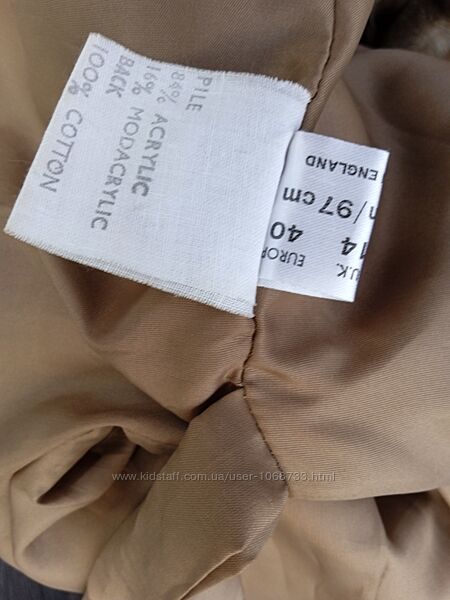 PILE
84% ACRYLIC
16% MODACRYLIC
BACK
100% COTTON
U.K. 14
EUROP 40
/97 cm
ENGLAND
www.kidstaff.com.ua/user-1068733.html